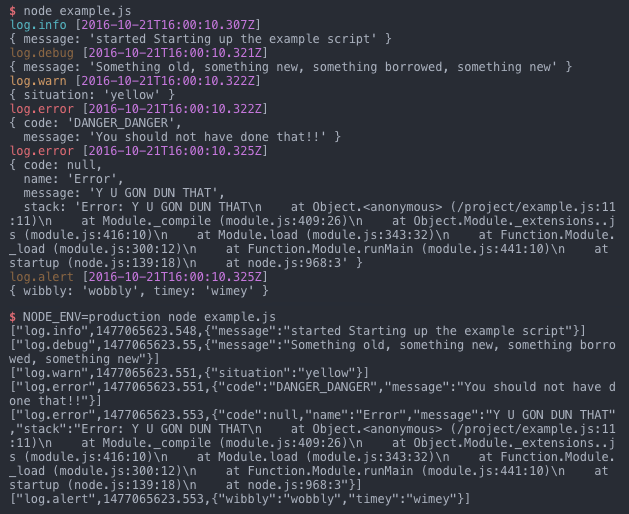 $ node example.js
log.info [2016-10-21T16:00:10.307Z]
{ message: 'started Starting up the example script' }
log.debug [2016-10-21T16:00:10.321Z]
{ message: 'Something old, something new, something borrowed, something new' }
log.warn [2016-10-21T16:00:10.322Z]
{ situation: 'yellow' }
log.error [2016-10-21T16:00:10.322Z]
{ code: 'DANGER_DANGER',
  message: 'You should not have done that!!' }
log.error [2016-10-21T16:00:10.325Z]
{ code: null,
  name: 'Error',
  message: 'Y U GON DUN THAT',
  stack: 'Error: Y U GON DUN THAT\n    at Object.<anonymous> (/project/example.js:11
:11)\n    at Module._compile (module.js:409:26)\n    at Object.Module._extensions..j
s (module.js:416:10)\n    at Module.load (module.js:343:32)\n    at Function.Module.
_load (module.js:300:12)\n    at Function.Module.runMain (module.js:441:10)\n    at 
startup (node.js:139:18)\n    at node.js:968:3' }
log.alert [2016-10-21T16:00:10.325Z]
{ wibbly: 'wobbly', timey: 'wimey' }
$ NODE_ENV=production node example.js
["log.info",1477065623.548,{"message":"started Starting up the example script"}]
["log.debug",1477065623.55,{"message":"Something old, something new, something borro
wed, something new"}]
["log.warn",1477065623.551,{"situation":"yellow"}]
["log.error",1477065623.551,{"code":"DANGER_DANGER","message":"You should not have d
one that!!"}]
["log.error",1477065623.553,{"code":null,"name":"Error","message":"Y U GON DUN THAT"
,"stack":"Error: Y U GON DUN THAT\n    at Object.<anonymous> (/project/example.js:11
:11)\n    at Module._compile (module.js:409:26)\n    at Object.Module._extensions..j
s (module.js:416:10)\n    at Module.load (module.js:343:32)\n    at Function.Module.
_load (module.js:300:12)\n    at Function.Module.runMain (module.js:441:10)\n    at 
startup (node.js:139:18)\n    at node.js:968:3"}]
["log.alert",1477065623.553,{"wibbly":"wobbly","timey":"wimey"}]